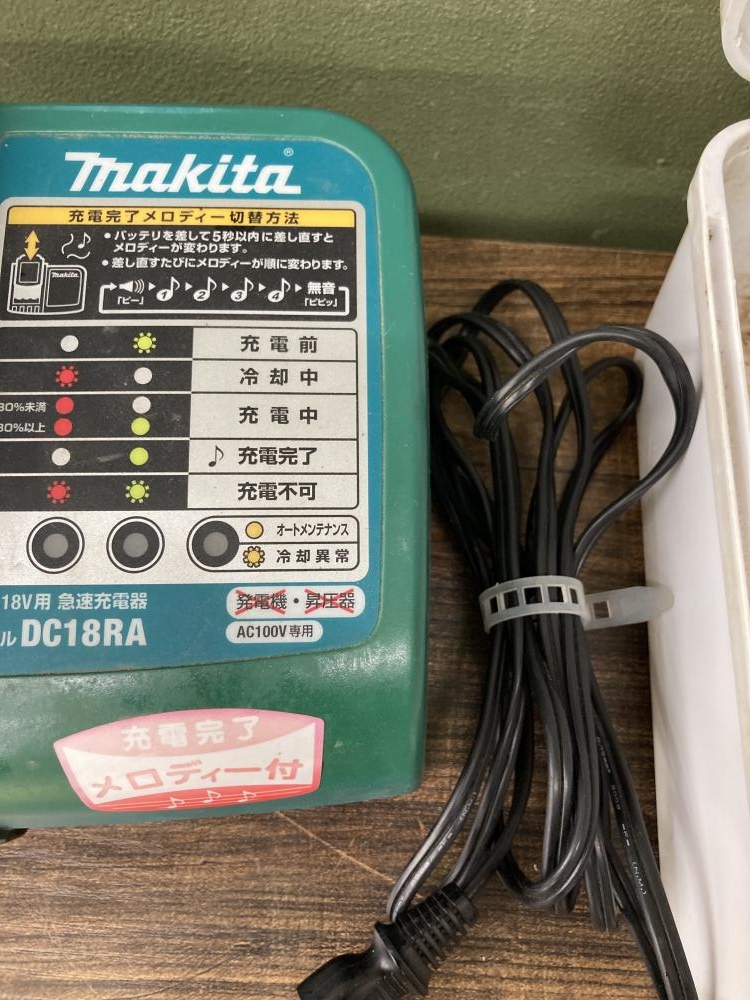 makita®
充電完了メロディー切替方法
•バッテリを差して5秒以内に差し直すと
メロディーが変わります。
•差し直すたびにメロディーが順に変わります。
makita
1 2 3 4 無音
「ピー」 「ピピッ」
充電前
冷却中
80%未満
充電中
80%以上
充電完了
充電不可
オートメンテナンス
冷却異常
18V用 急速充電器
発電機・昇圧器
ル DC18RA
AC100V専用
充電完了
メロディー付